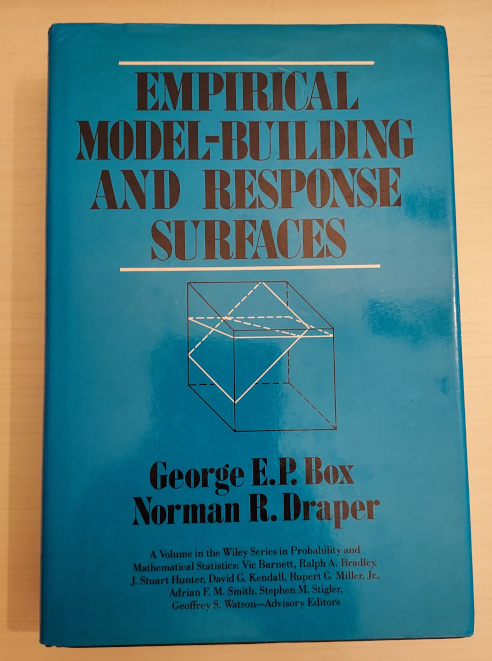 EMPIRICAL
MODEL-BUILDING
AND RESPONSE
SURFACES
George E.P. Box
Norman R. Draper
A Volume in the Wiley Series in Probability and
Mathematical Statistics: Vic Barnett, Ralph A. Bradley,
J. Stuart Hunter, David G. Kendall, Rupert G. Miller, Jr.,
Adrian F. M. Smith, Stephen M. Stigler,
Geoffrey S. Watson—Advisory Editors